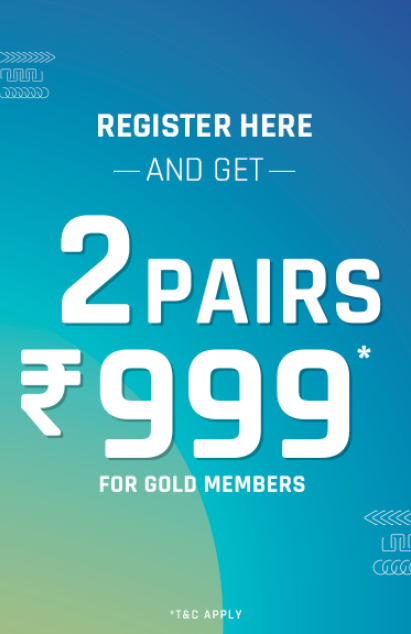 REGISTER HERE
AND GET
2 PAIRS
₹999*
FOR GOLD MEMBERS
*T&C APPLY